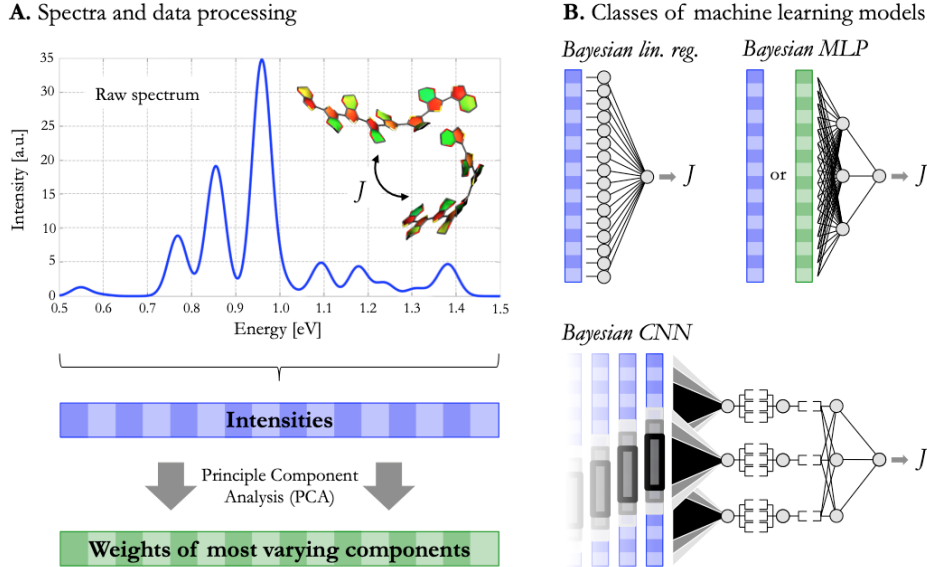 A. Spectra and data processing
Intensity [a.u.]
35
30
25
20
15
10
5
0
Raw spectrum
J
0.5 0.6 0.7 0.8 0.9 1.0 1.1 1.2 1.3 1.4 1.5
Energy [eV]
Intensities
Principle Component
Analysis (PCA)
Weights of most varying components
B. Classes of machine learning models
Bayesian lin. reg.
J
Bayesian MLP
or
J
Bayesian CNN
J